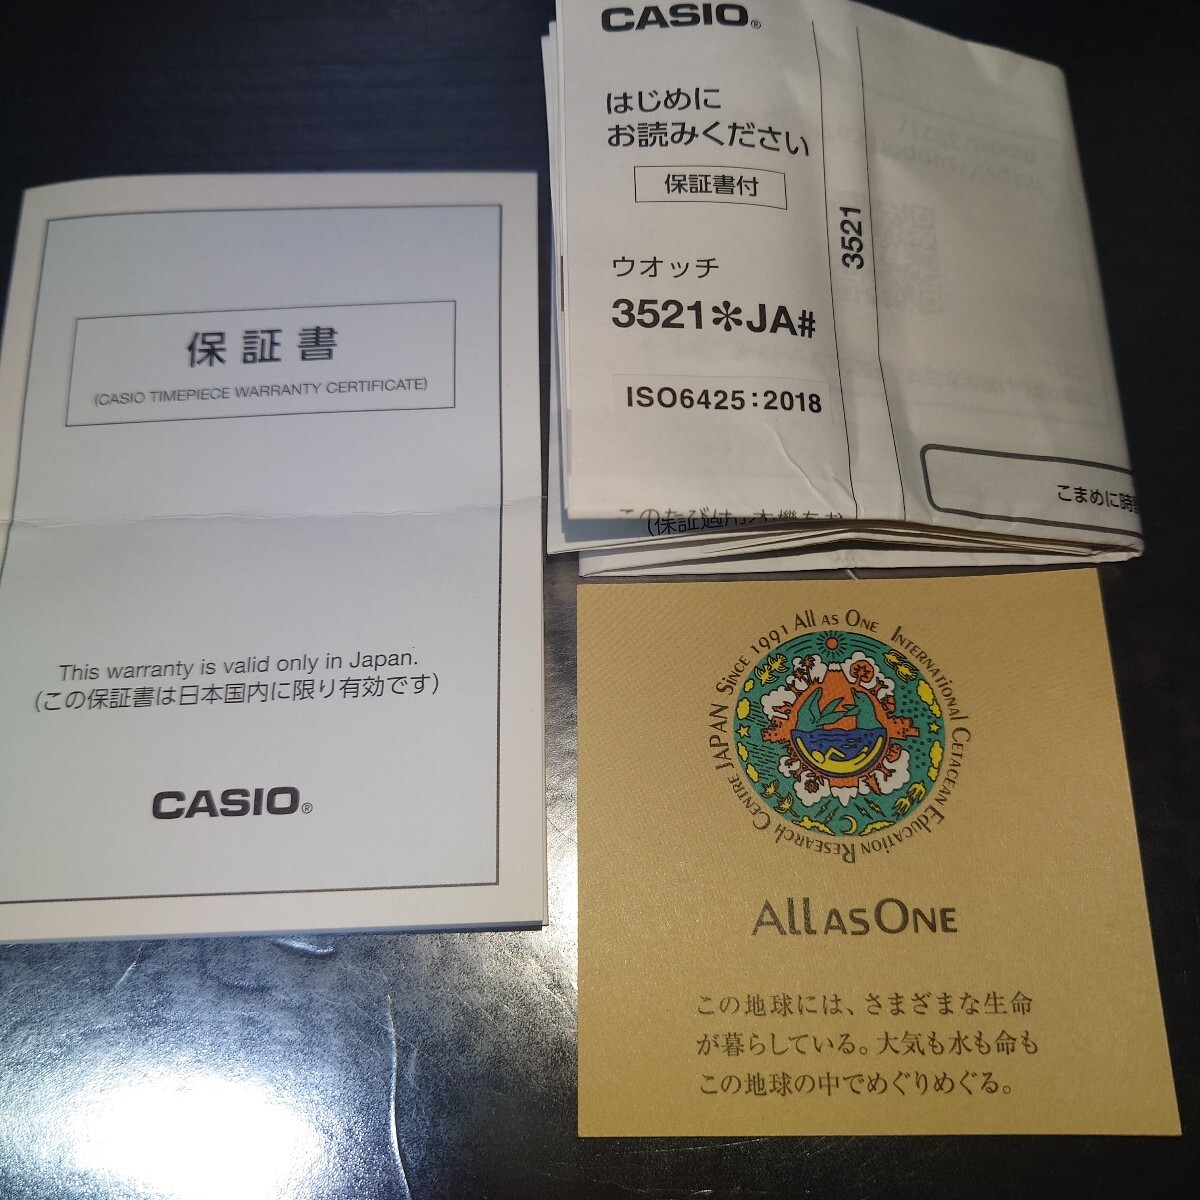 保証書
(CASIO TIMEPIECE WARRANTY CERTIFICATE)
This warranty is valid only in Japan.
(この保証書は日本国内に限り有効です)
CASIO®
CASIO®
はじめに
お読みください
保証書付
ウオッチ
3521✻JA#
ISO6425:2018
3521
こまめに時
SINCE 1991 ALL AS ONE INTERNATIONAL CETACEAN EDUCATION RESEARCH CENTRE JAPAN
ALL AS ONE
この地球には、さまざまな生命
が暮らしている。大気も水も命も
この地球の中でめぐりめぐる。